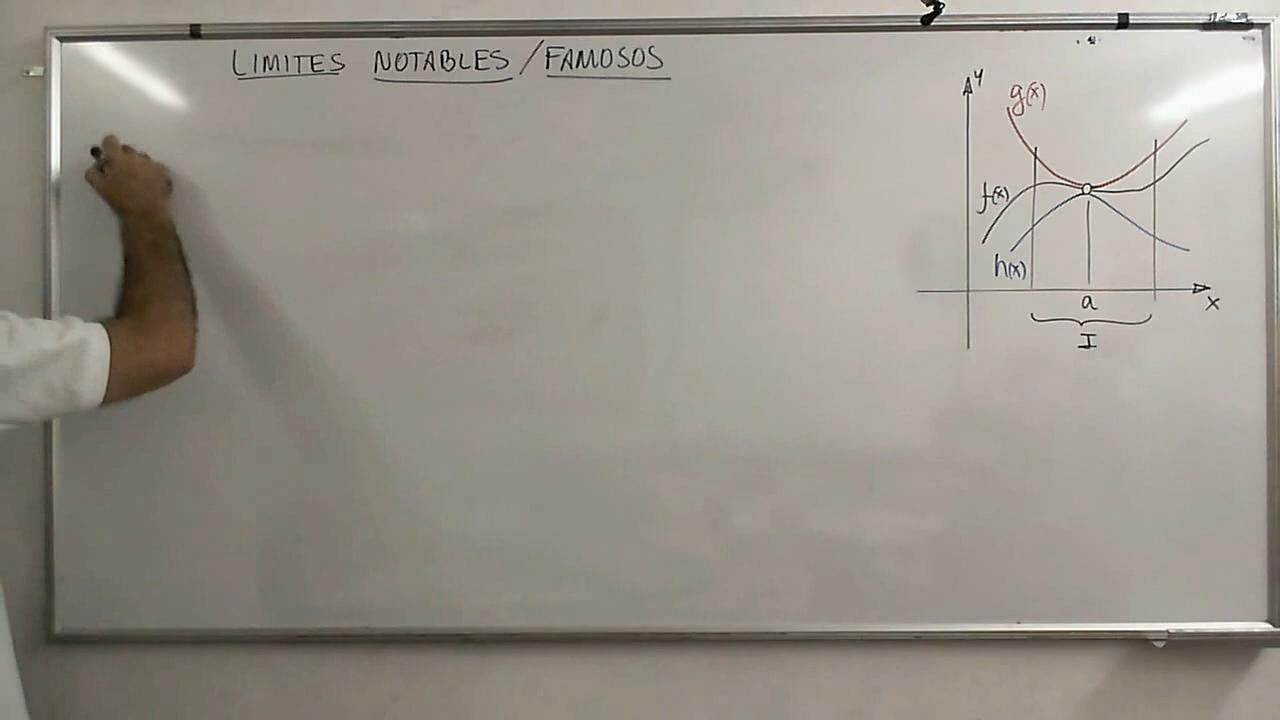 LIMITES NOTABLES / FAMOSOS
y
g(x)
f(x)
h(x)
a
x
I